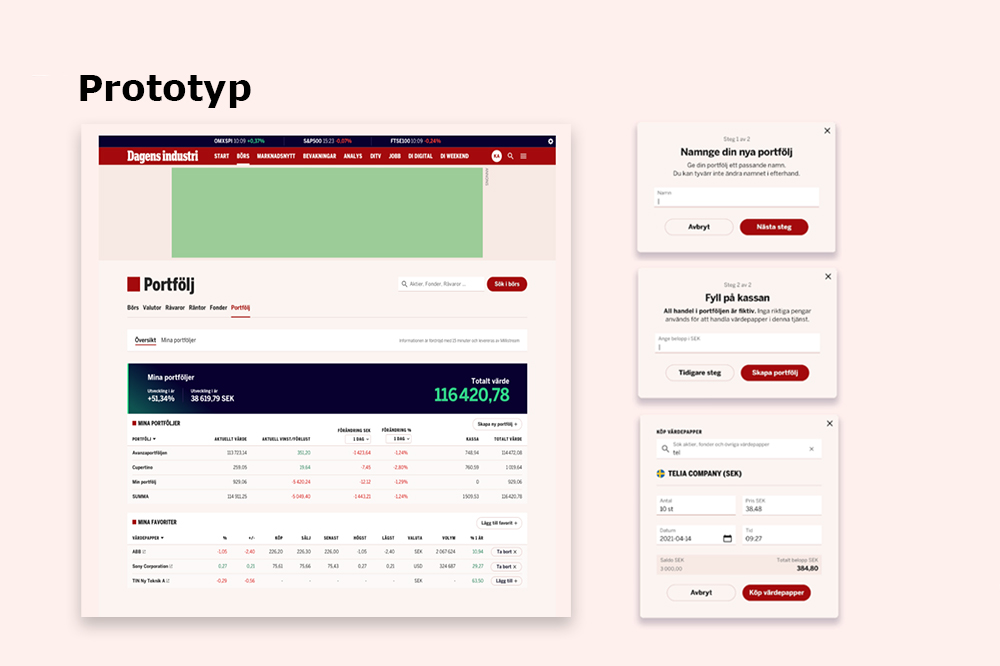 Prototyp
OMXSPI 10:09 +0,37% S&P500 15:23 -0,07% FTSE100 10:09 -0,24%
Dagens industri START BÖRS MARKNADSNYTT BEVAKNINGAR ANALYS DITV JOBB DI DIGITAL DI WEEKEND KA
Portfölj
Aktier, Fonder, Råvaror ... Sök i börs
Börs Valutor Råvaror Räntor Fonder Portfölj
Översikt Mina portföljer
Informationen är fördröjd med 15 minuter och levereras av Millistream
Mina portföljer
Totalt värde
Utveckling i år Utveckling i år
+51,34% 38 619,79 SEK
116 420,78
MINA PORTFÖLJER Skapa ny portfölj +
FÖRÄNDRING SEK FÖRÄNDRING %
PORTFÖLJ AKTUELLT VÄRDE AKTUELL VINST/FÖRLUST 1 DAG 1 DAG KASSA TOTALT VÄRDE
Avanzaportföljen 113 723,14 351,20 -1 423,64 -1,24% 748,94 114 472,08
Cupertino 259,05 19,64 -7,45 -2,80% 760,59 1 019,64
Min portfölj 929,06 -5 420,24 -12,12 -1,29% 0 929,06
SUMMA 114 911,25 -5 049,40 -1 443,21 -1,24% 1 509,53 116 420,78
MINA FAVORITER Lägg till favorit +
VÄRDEPAPPER % +/- KÖP SÄLJ SENAST HÖGST LÄGST VALUTA VOLYM % 1 ÅR
ABB -1,05 -2,40 226,20 226,30 226,00 -1,05 -2,40 SEK 2 067 624 10,94 Ta bort ×
Sony Corporation 0,27 0,21 75,61 75,66 75,43 0,27 0,21 USD 324 687 29,27 Ta bort ×
TIN Ny Teknik A -0,29 -0,56 - - - - - SEK - 63,50 Lägg till +
Steg 1 av 2
Namnge din nya portfölj
Ge din portfölj ett passande namn.
Du kan tyvärr inte ändra namnet i efterhand.
Namn
Avbryt Nästa steg
Steg 2 av 2
Fyll på kassan
All handel i portföljen är fiktiv. Inga riktiga pengar
används för att handla värdepapper i denna tjänst.
Ange belopp i SEK
Tidigare steg Skapa portfölj
KÖP VÄRDEPAPPER
Sök aktier, fonder och övriga värdepapper
tel
TELIA COMPANY (SEK)
Antal Pris SEK
10 st 38,48
Datum Tid
2021-04-14 09:27
Saldo SEK Totalt belopp SEK
3 000,00 384,80
Avbryt Köp värdepapper